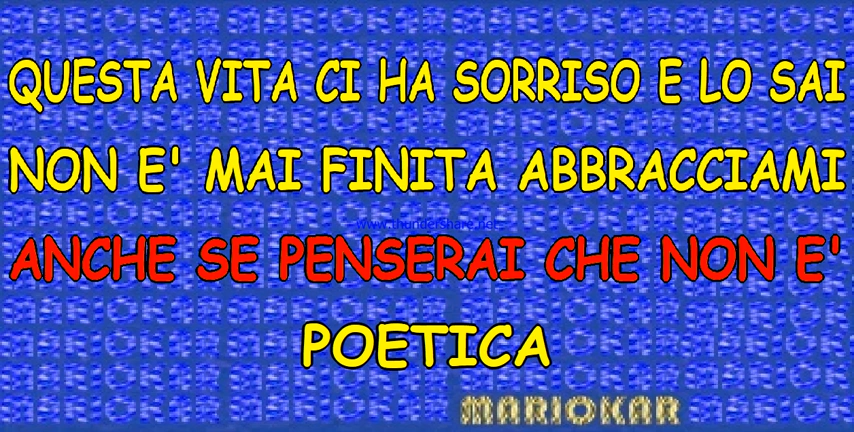 QUESTA VITA CI HA SORRISO E LO SAI
NON E' MAI FINITA ABBRACCIAMI
www.thundershare.net
ANCHE SE PENSERAI CHE NON E'
POETICA
MARIOKAR